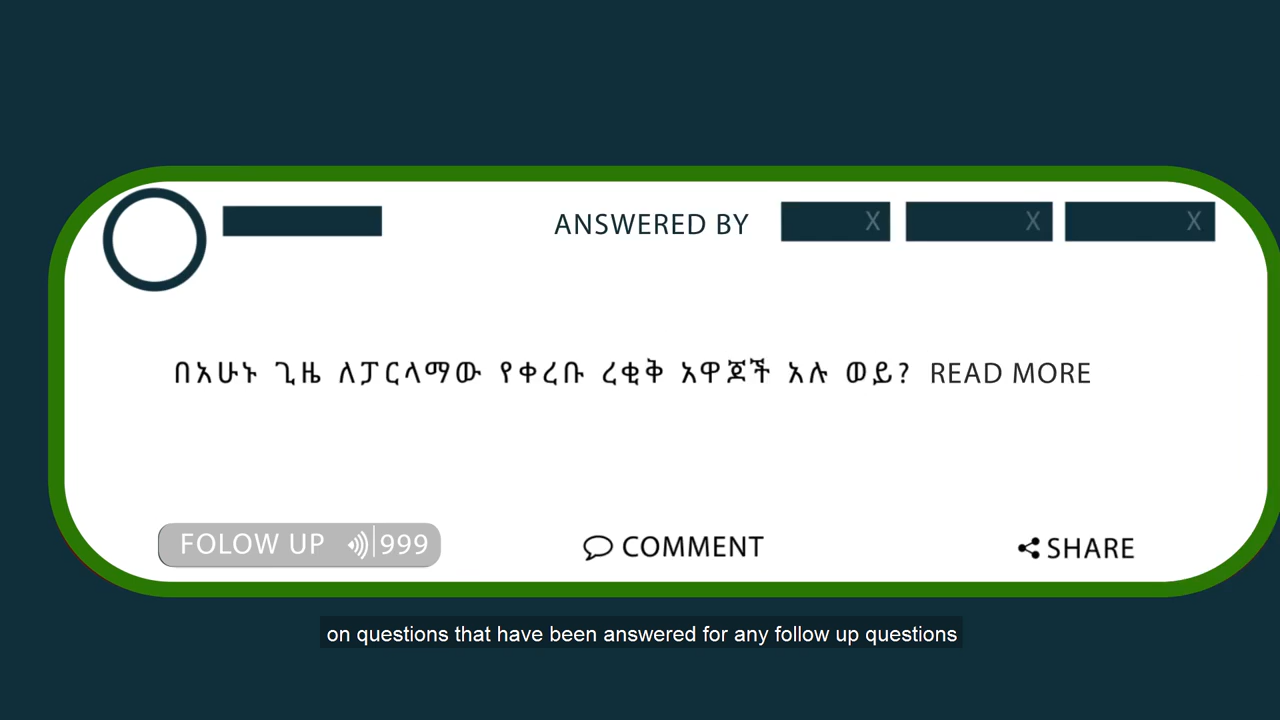 ANSWERED BY X X X
በአሁኑ ጊዜ ለፓርላማው የቀረቡ ረቂቅ አዋጆች አሉ ወይ? READ MORE
FOLOW UP 999 COMMENT SHARE
on questions that have been answered for any follow up questions